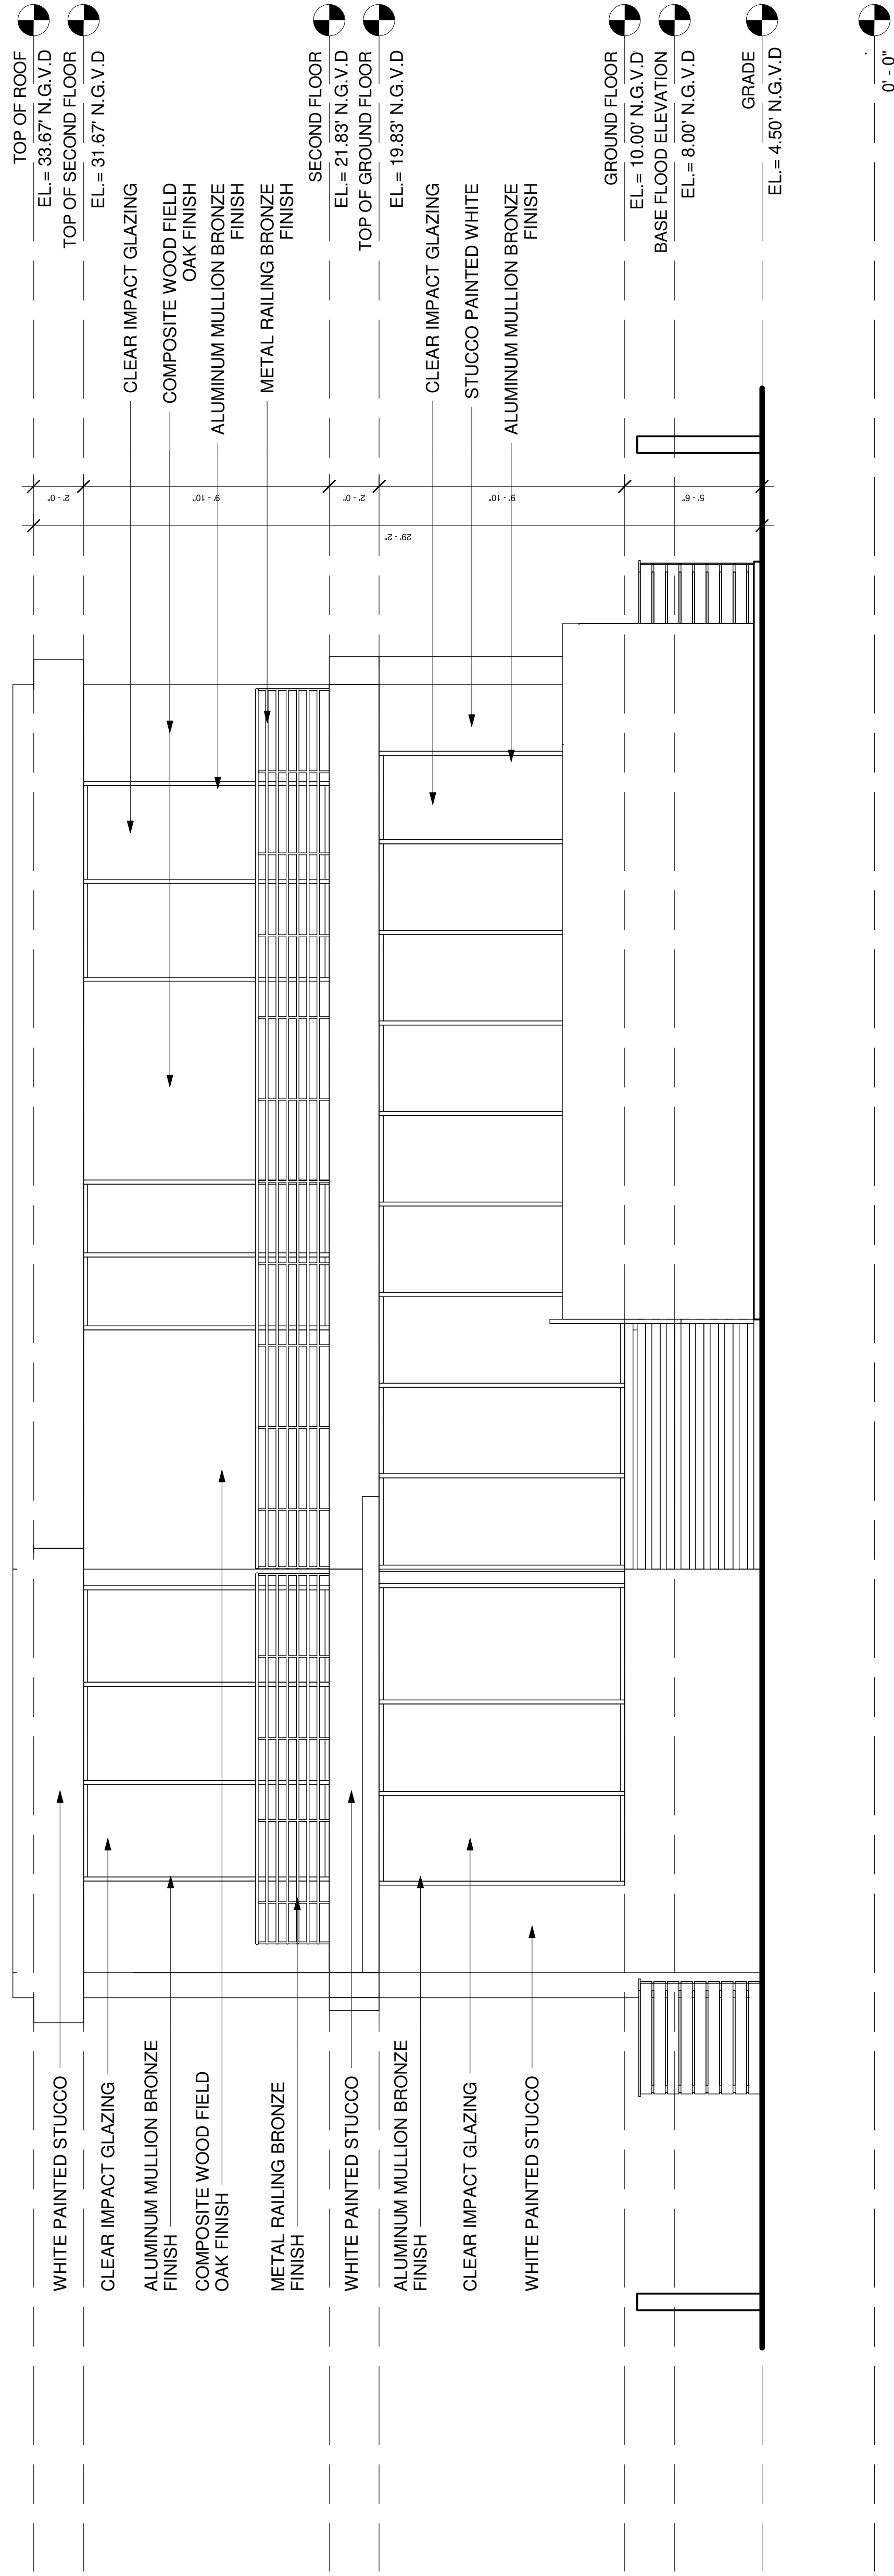 TOP OF ROOF
EL.= 33.67' N.G.V.D
TOP OF SECOND FLOOR
EL.= 31.67' N.G.V.D
SECOND FLOOR
EL.= 21.83' N.G.V.D
TOP OF GROUND FLOOR
EL.= 19.83' N.G.V.D
GROUND FLOOR
EL.= 10.00' N.G.V.D
BASE FLOOD ELEVATION
EL.= 8.00' N.G.V.D
GRADE
EL.= 4.50' N.G.V.D
0' - 0"
CLEAR IMPACT GLAZING
COMPOSITE WOOD FIELD
OAK FINISH
ALUMINUM MULLION BRONZE
FINISH
METAL RAILING BRONZE
FINISH
CLEAR IMPACT GLAZING
STUCCO PAINTED WHITE
ALUMINUM MULLION BRONZE
FINISH
2' - 0"
9' - 10"
2' - 0"
9' - 10"
5' - 6"
29' - 2"
WHITE PAINTED STUCCO
CLEAR IMPACT GLAZING
ALUMINUM MULLION BRONZE
FINISH
COMPOSITE WOOD FIELD
OAK FINISH
METAL RAILING BRONZE
FINISH
WHITE PAINTED STUCCO
ALUMINUM MULLION BRONZE
FINISH
CLEAR IMPACT GLAZING
WHITE PAINTED STUCCO